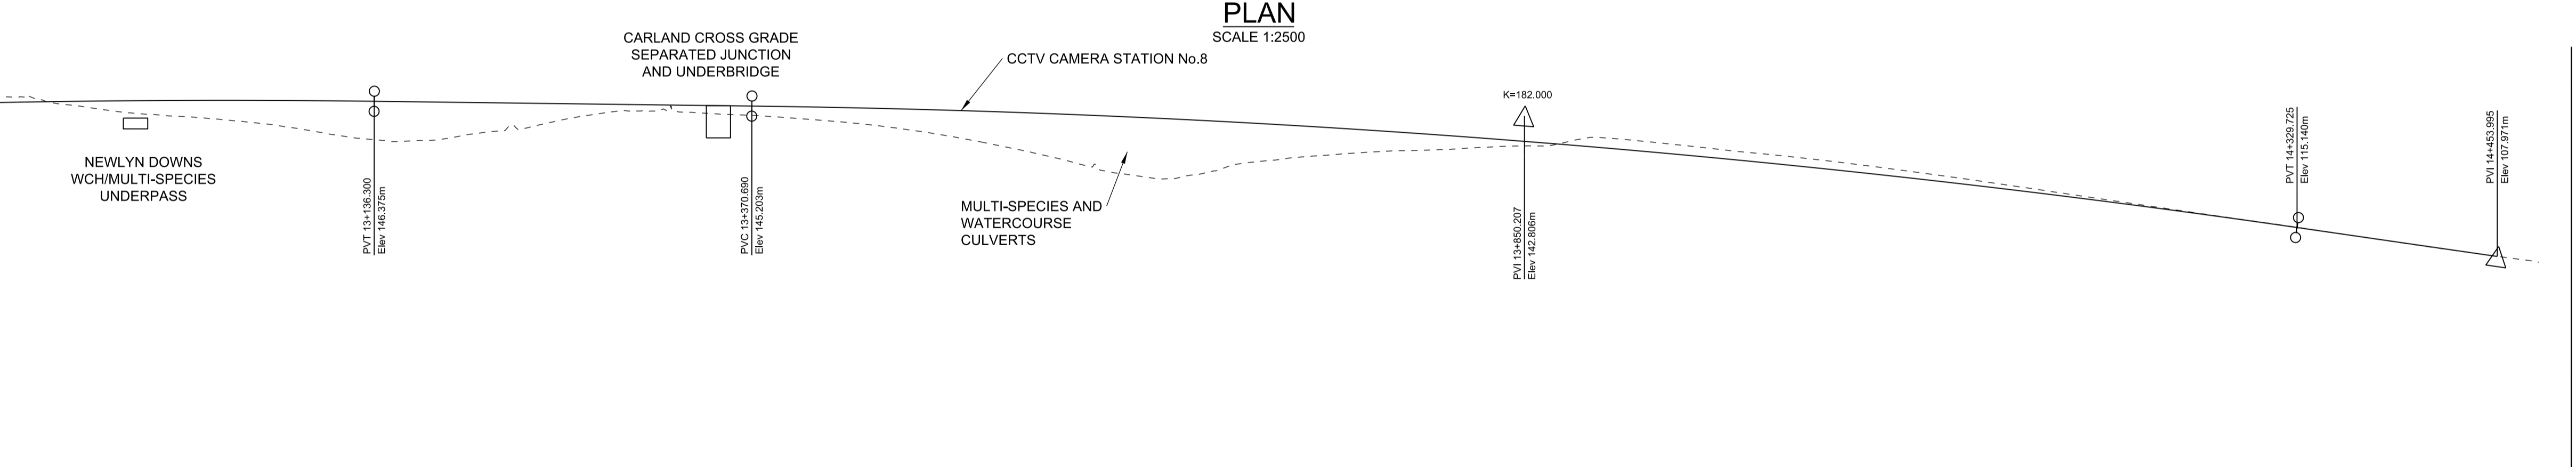 PLAN
SCALE 1:2500
CARLAND CROSS GRADE
SEPARATED JUNCTION
AND UNDERBRIDGE
CCTV CAMERA STATION No.8
K=182.000
NEWLYN DOWNS
WCH/MULTI-SPECIES
UNDERPASS
PVT 13+136.300
Elev 146.375m
PVC 13+370.690
Elev 145.203m
MULTI-SPECIES AND
WATERCOURSE
CULVERTS
PVI 13+850.207
Elev 142.806m
PVT 14+329.725
Elev 115.140m
PVI 14+453.995
Elev 107.971m